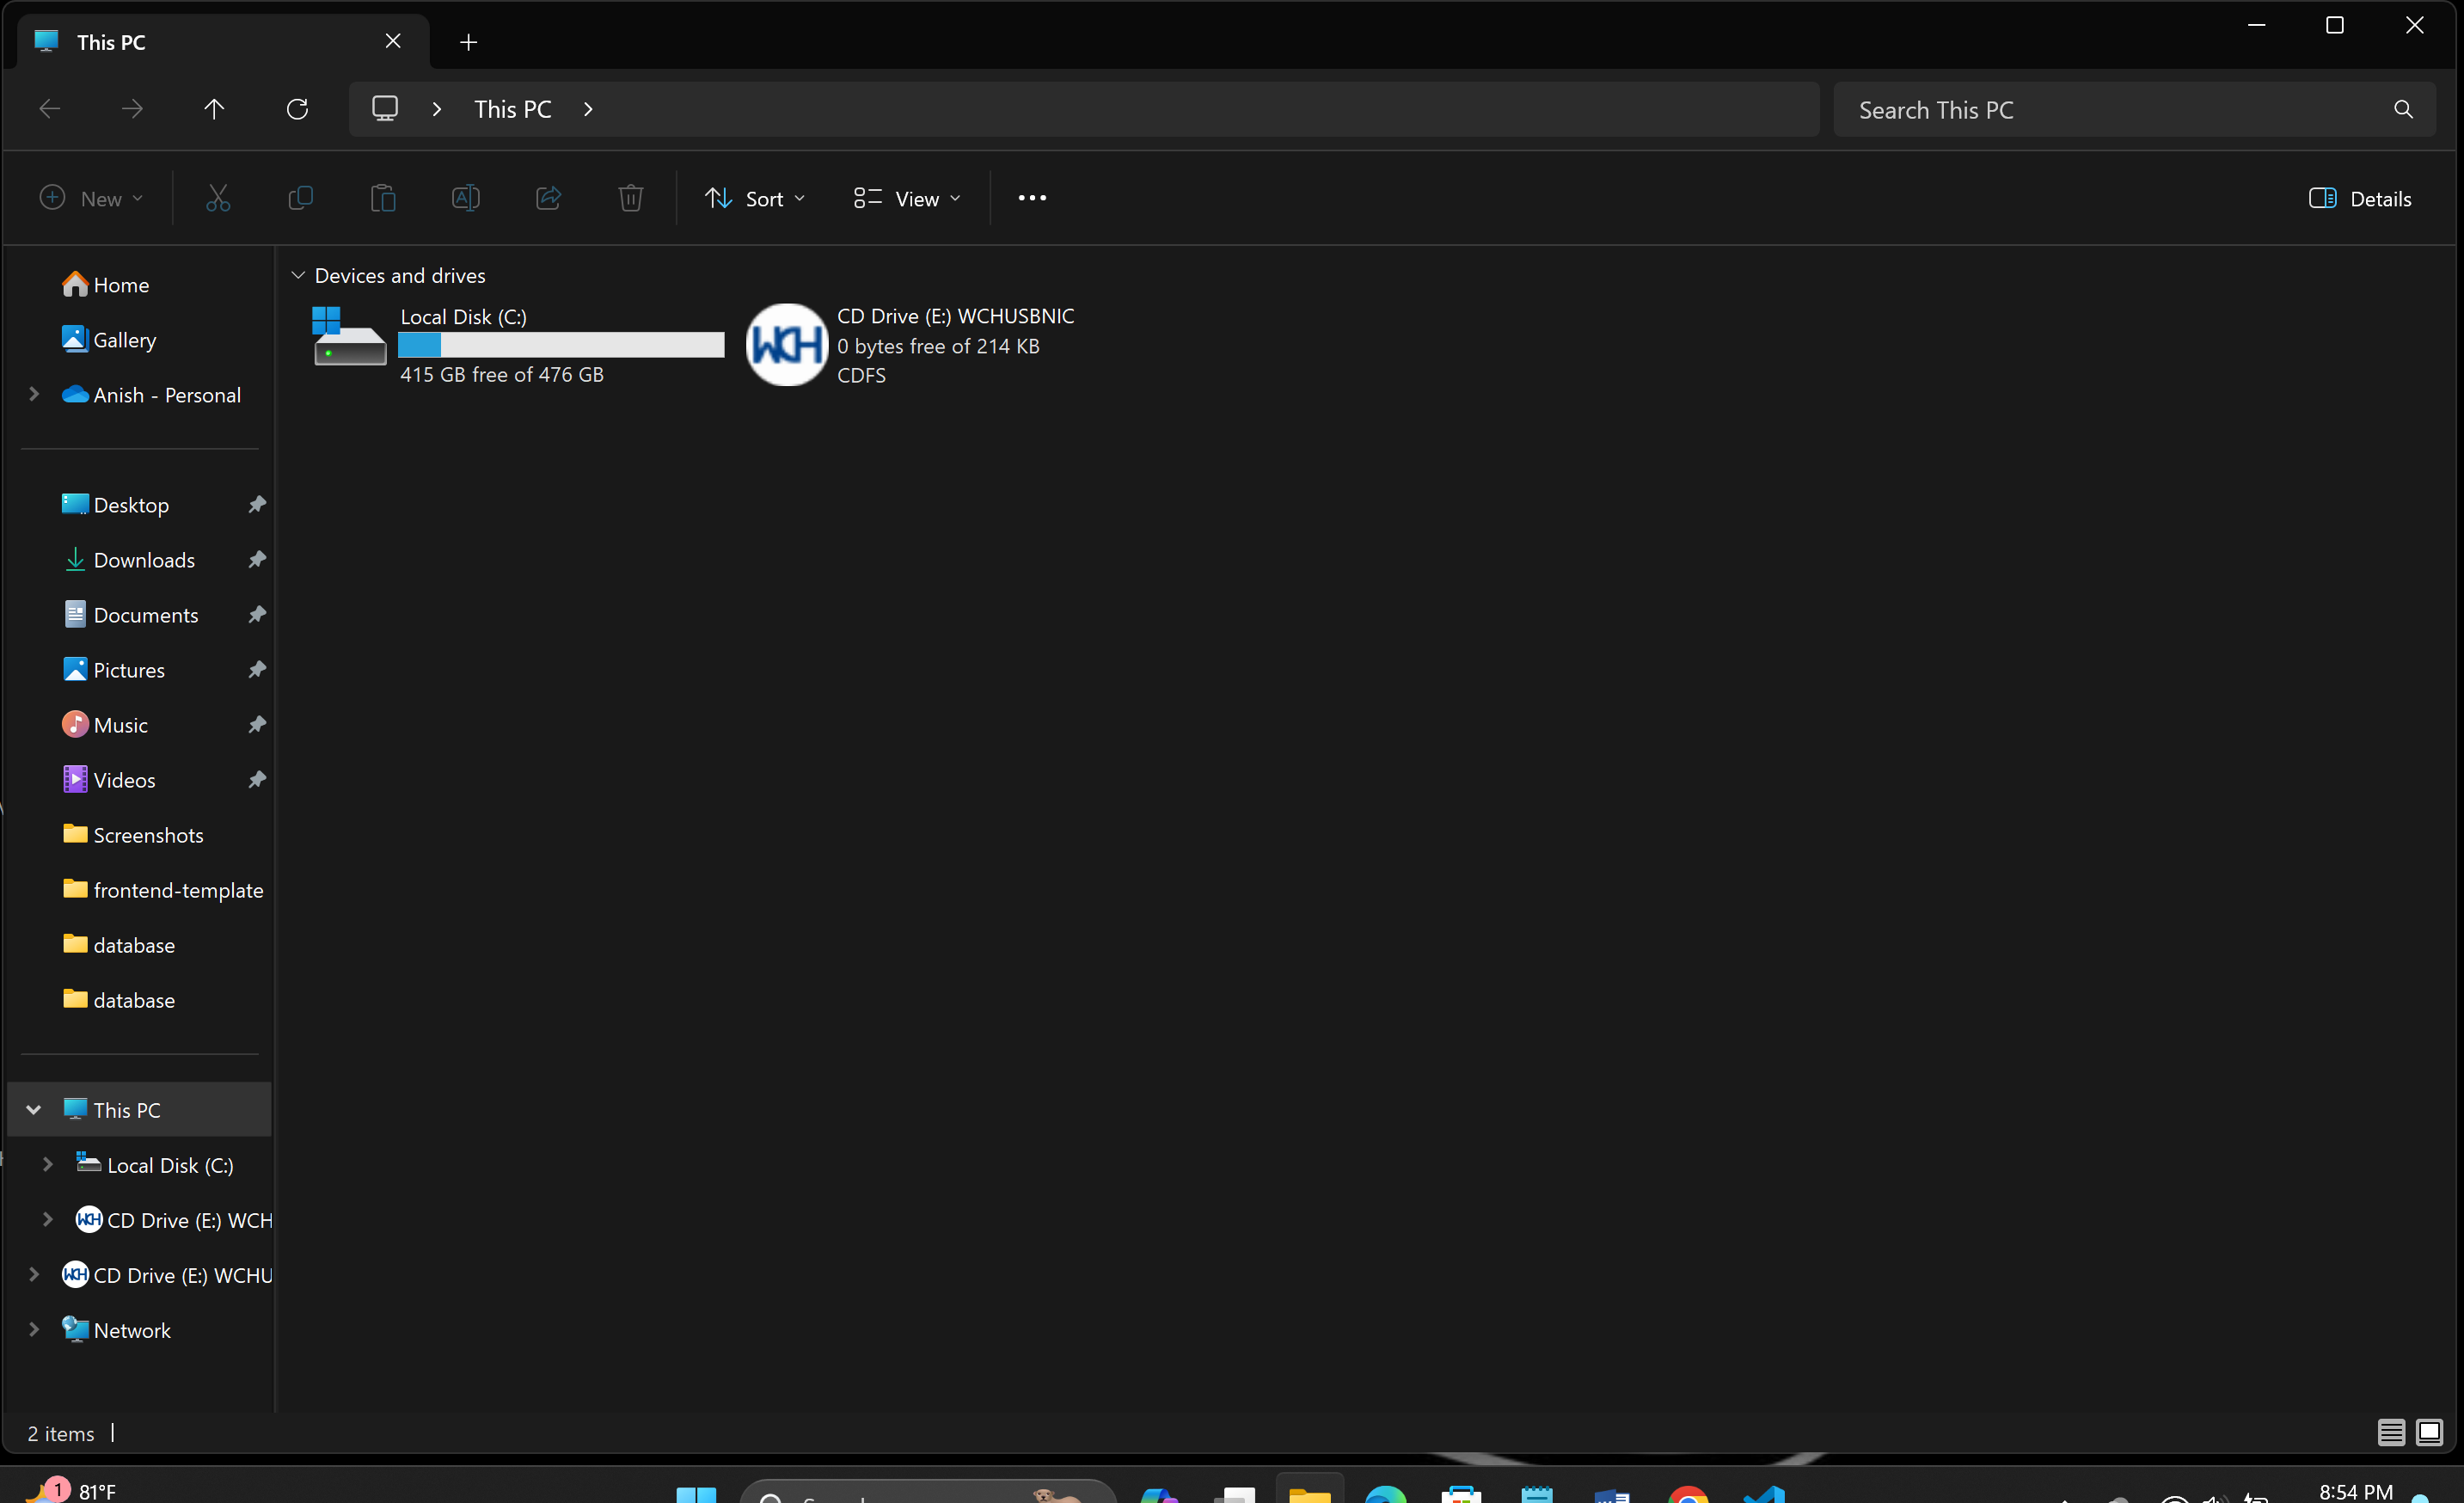 This PC
This PC
Search This PC
New
Sort
View
Details
Home
Gallery
Anish - Personal
Desktop
Downloads
Documents
Pictures
Music
Videos
Screenshots
frontend-template
database
database
This PC
Local Disk (C:)
CD Drive (E:) WCH
CD Drive (E:) WCHU
Network
Devices and drives
Local Disk (C:)
415 GB free of 476 GB
WCH
CD Drive (E:) WCHUSBNIC
0 bytes free of 214 KB
CDFS
2 items
1
81°F
8:54 PM